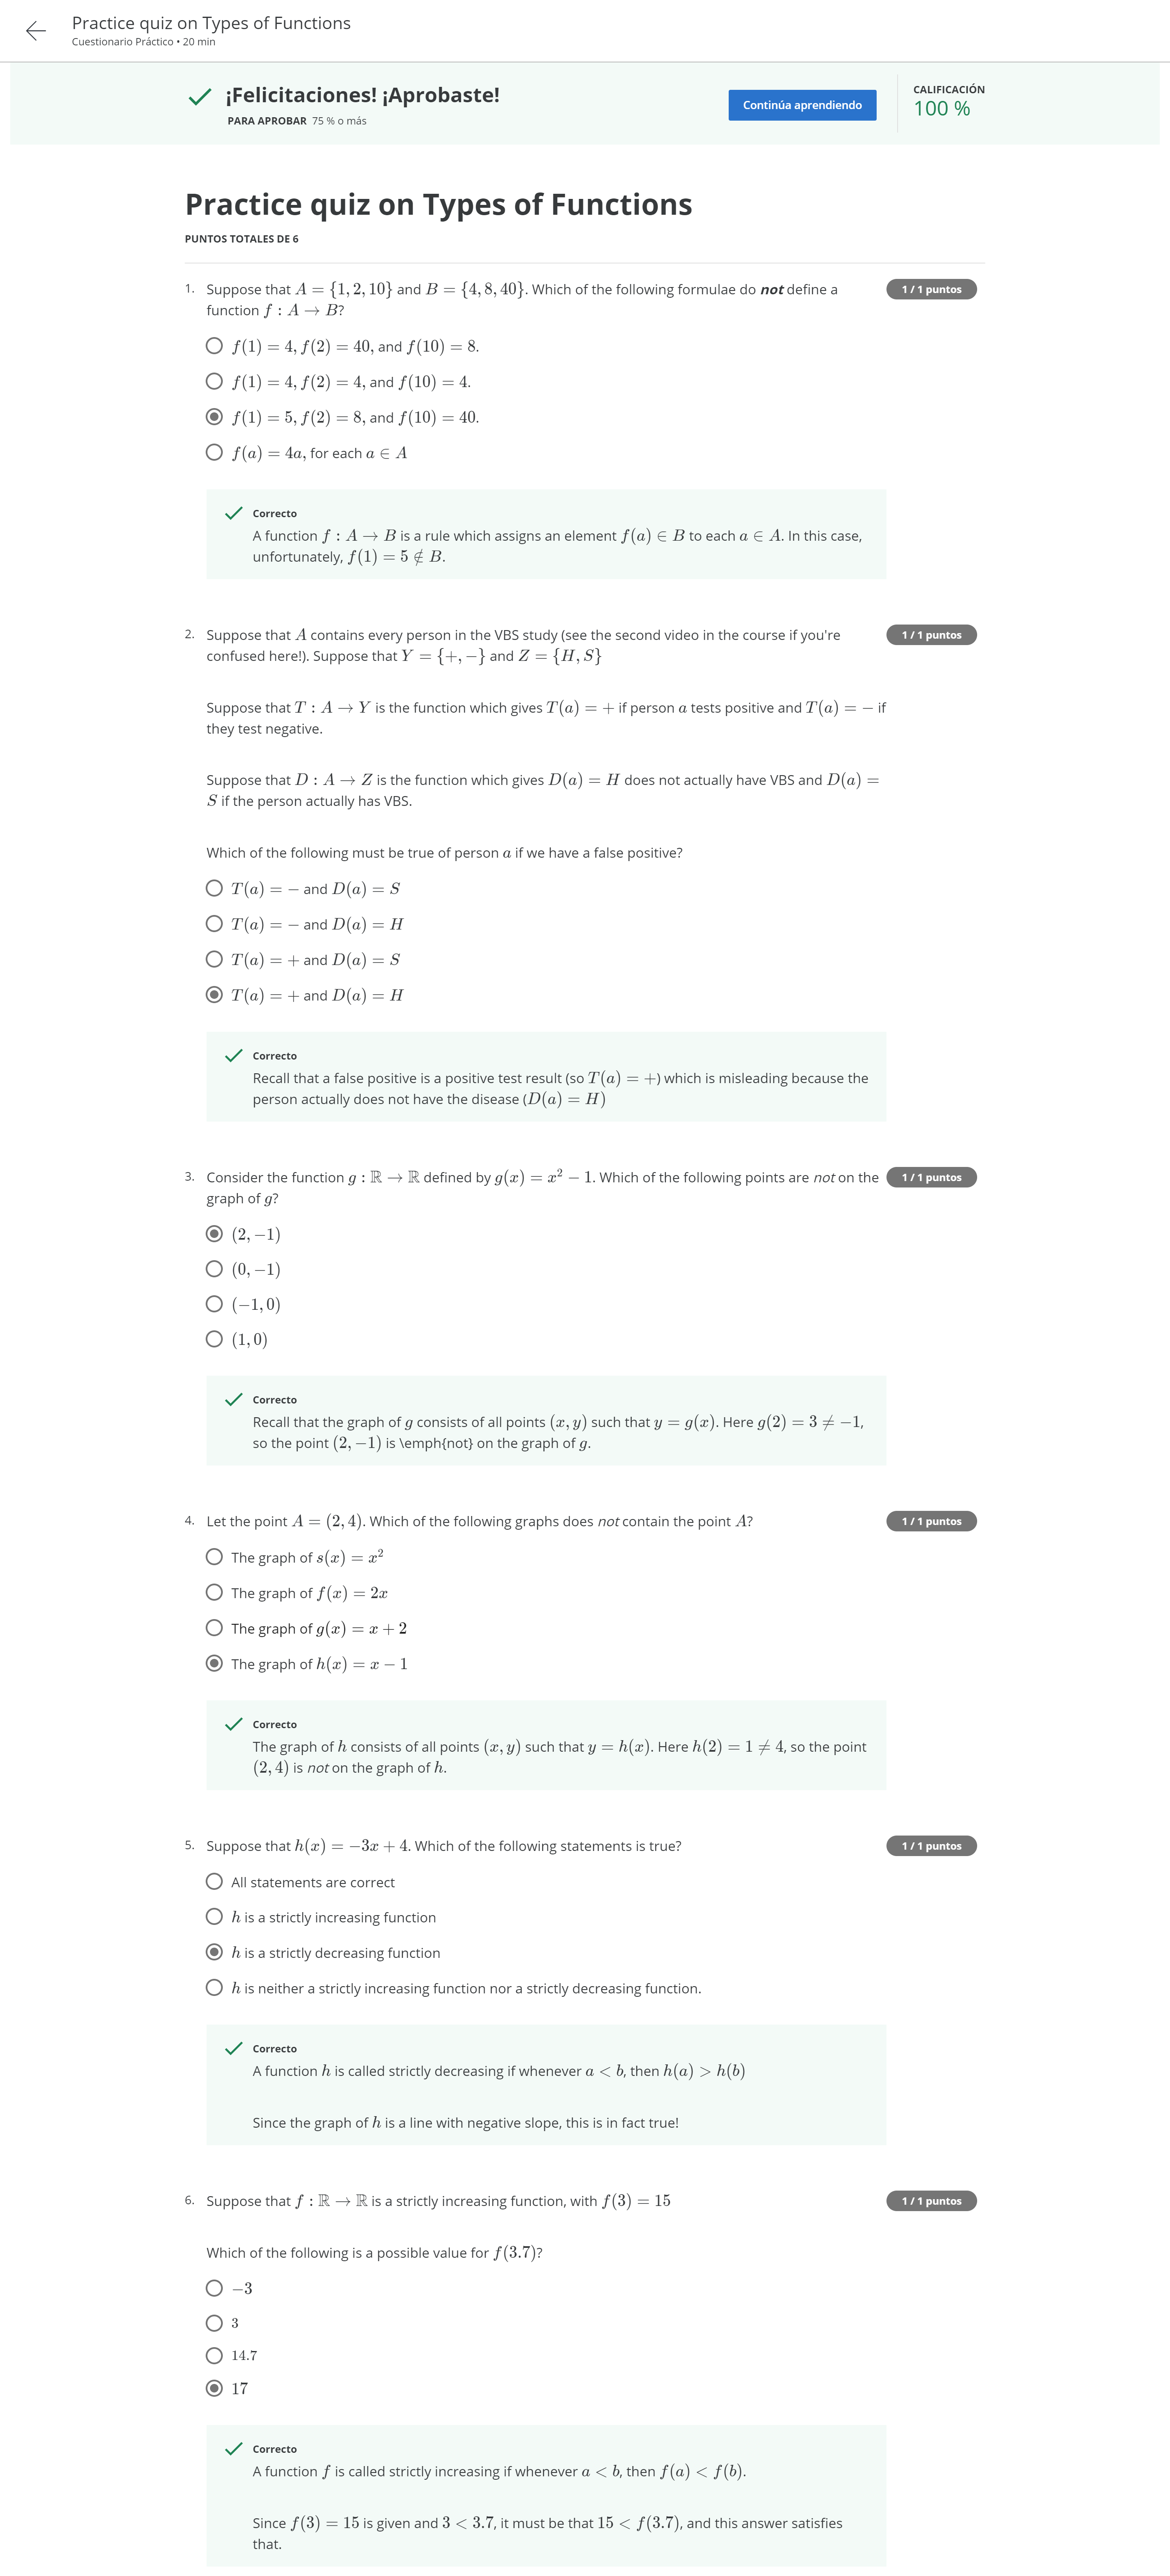 Practice quiz on Types of Functions
Cuestionario Práctico • 20 min
¡Felicitaciones! ¡Aprobaste!
PARA APROBAR 75 % o más
Continúa aprendiendo
CALIFICACIÓN
100 %
Practice quiz on Types of Functions
PUNTOS TOTALES DE 6
1. Suppose that A = {1, 2, 10} and B = {4, 8, 40}. Which of the following formulae do not define a
function f : A → B?
1 / 1 puntos
f(1) = 4, f(2) = 40, and f(10) = 8.
f(1) = 4, f(2) = 4, and f(10) = 4.
f(1) = 5, f(2) = 8, and f(10) = 40.
f(a) = 4a, for each a ∈ A
Correcto
A function f : A → B is a rule which assigns an element f(a) ∈ B to each a ∈ A. In this case,
unfortunately, f(1) = 5 ∉ B.
2. Suppose that A contains every person in the VBS study (see the second video in the course if you're
confused here!). Suppose that Y = {+, −} and Z = {H, S}
1 / 1 puntos
Suppose that T : A → Y is the function which gives T(a) = + if person a tests positive and T(a) = − if
they test negative.
Suppose that D : A → Z is the function which gives D(a) = H does not actually have VBS and D(a) =
S if the person actually has VBS.
Which of the following must be true of person a if we have a false positive?
T(a) = − and D(a) = S
T(a) = − and D(a) = H
T(a) = + and D(a) = S
T(a) = + and D(a) = H
Correcto
Recall that a false positive is a positive test result (so T(a) = +) which is misleading because the
person actually does not have the disease (D(a) = H)
3. Consider the function g : ℝ → ℝ defined by g(x) = x² − 1. Which of the following points are not on the
graph of g?
1 / 1 puntos
(2, −1)
(0, −1)
(−1, 0)
(1, 0)
Correcto
Recall that the graph of g consists of all points (x, y) such that y = g(x). Here g(2) = 3 ≠ −1,
so the point (2, −1) is \emph{not} on the graph of g.
4. Let the point A = (2, 4). Which of the following graphs does not contain the point A?
1 / 1 puntos
The graph of s(x) = x²
The graph of f(x) = 2x
The graph of g(x) = x + 2
The graph of h(x) = x − 1
Correcto
The graph of h consists of all points (x, y) such that y = h(x). Here h(2) = 1 ≠ 4, so the point
(2, 4) is not on the graph of h.
5. Suppose that h(x) = −3x + 4. Which of the following statements is true?
1 / 1 puntos
All statements are correct
h is a strictly increasing function
h is a strictly decreasing function
h is neither a strictly increasing function nor a strictly decreasing function.
Correcto
A function h is called strictly decreasing if whenever a < b, then h(a) > h(b)
Since the graph of h is a line with negative slope, this is in fact true!
6. Suppose that f : ℝ → ℝ is a strictly increasing function, with f(3) = 15
1 / 1 puntos
Which of the following is a possible value for f(3.7)?
−3
3
14.7
17
Correcto
A function f is called strictly increasing if whenever a < b, then f(a) < f(b).
Since f(3) = 15 is given and 3 < 3.7, it must be that 15 < f(3.7), and this answer satisfies
that.